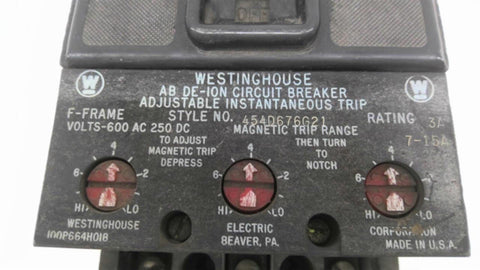 OFF
W WESTINGHOUSE W
AB DE-ION CIRCUIT BREAKER
ADJUSTABLE INSTANTANEOUS TRIP
F-FRAME STYLE NO. 454D676G21 RATING 3A
VOLTS-600 AC 250 DC MAGNETIC TRIP RANGE 7-15A
TO ADJUST THEN TURN
MAGNETIC TRIP TO
DEPRESS NOTCH
4 4 4
6 2 6 2 6 2
HI LO HI LO HI LO
WESTINGHOUSE ELECTRIC CORPORATION
100P664H018 BEAVER, PA. MADE IN U.S.A.